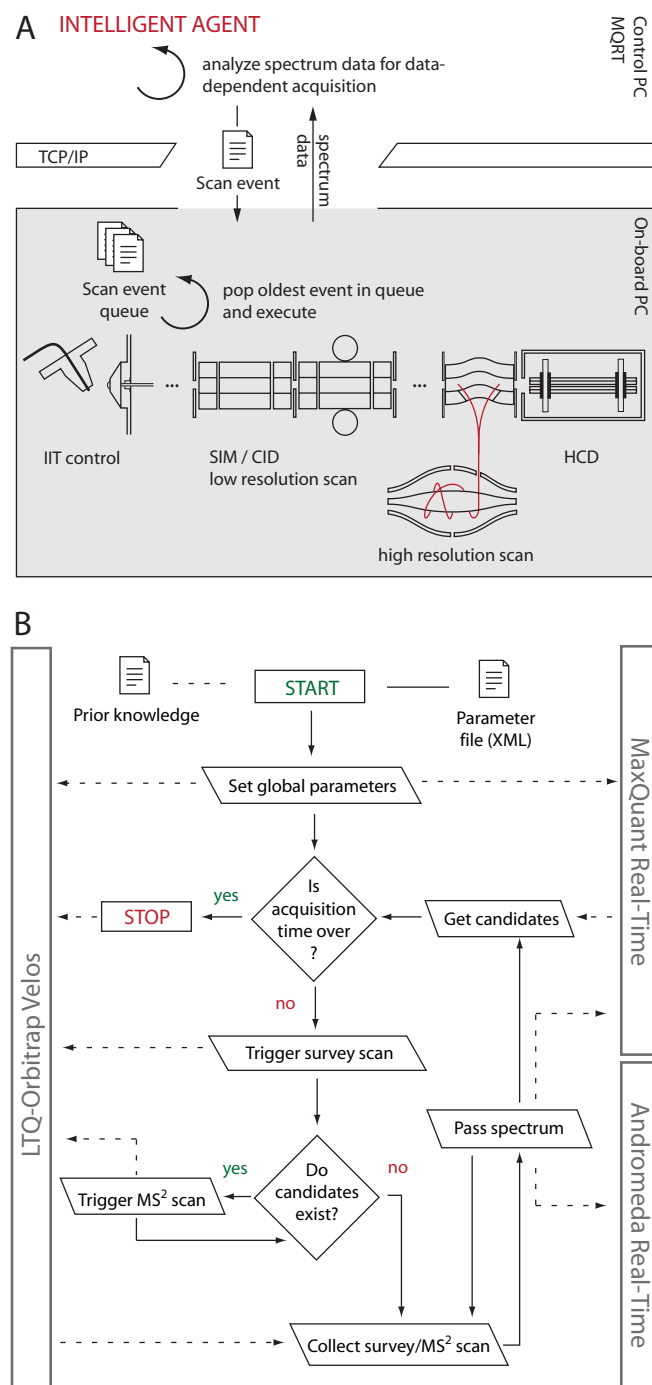 A
INTELLIGENT AGENT
analyze spectrum data for data-
dependent acquisition
Control PC
MQRT
TCP/IP
Scan event
spectrum
data
On-board PC
Scan event
queue
pop oldest event in queue
and execute
...
...
IIT control
SIM / CID
low resolution scan
HCD
high resolution scan
B
LTQ-Orbitrap Velos
MaxQuant Real-Time
Andromeda Real-Time
Prior knowledge
START
Parameter
file (XML)
Set global parameters
Is
acquisition
time over
?
yes
STOP
Get candidates
no
Trigger survey scan
Pass spectrum
Do
candidates
exist?
yes
no
Trigger MS² scan
Collect survey/MS² scan